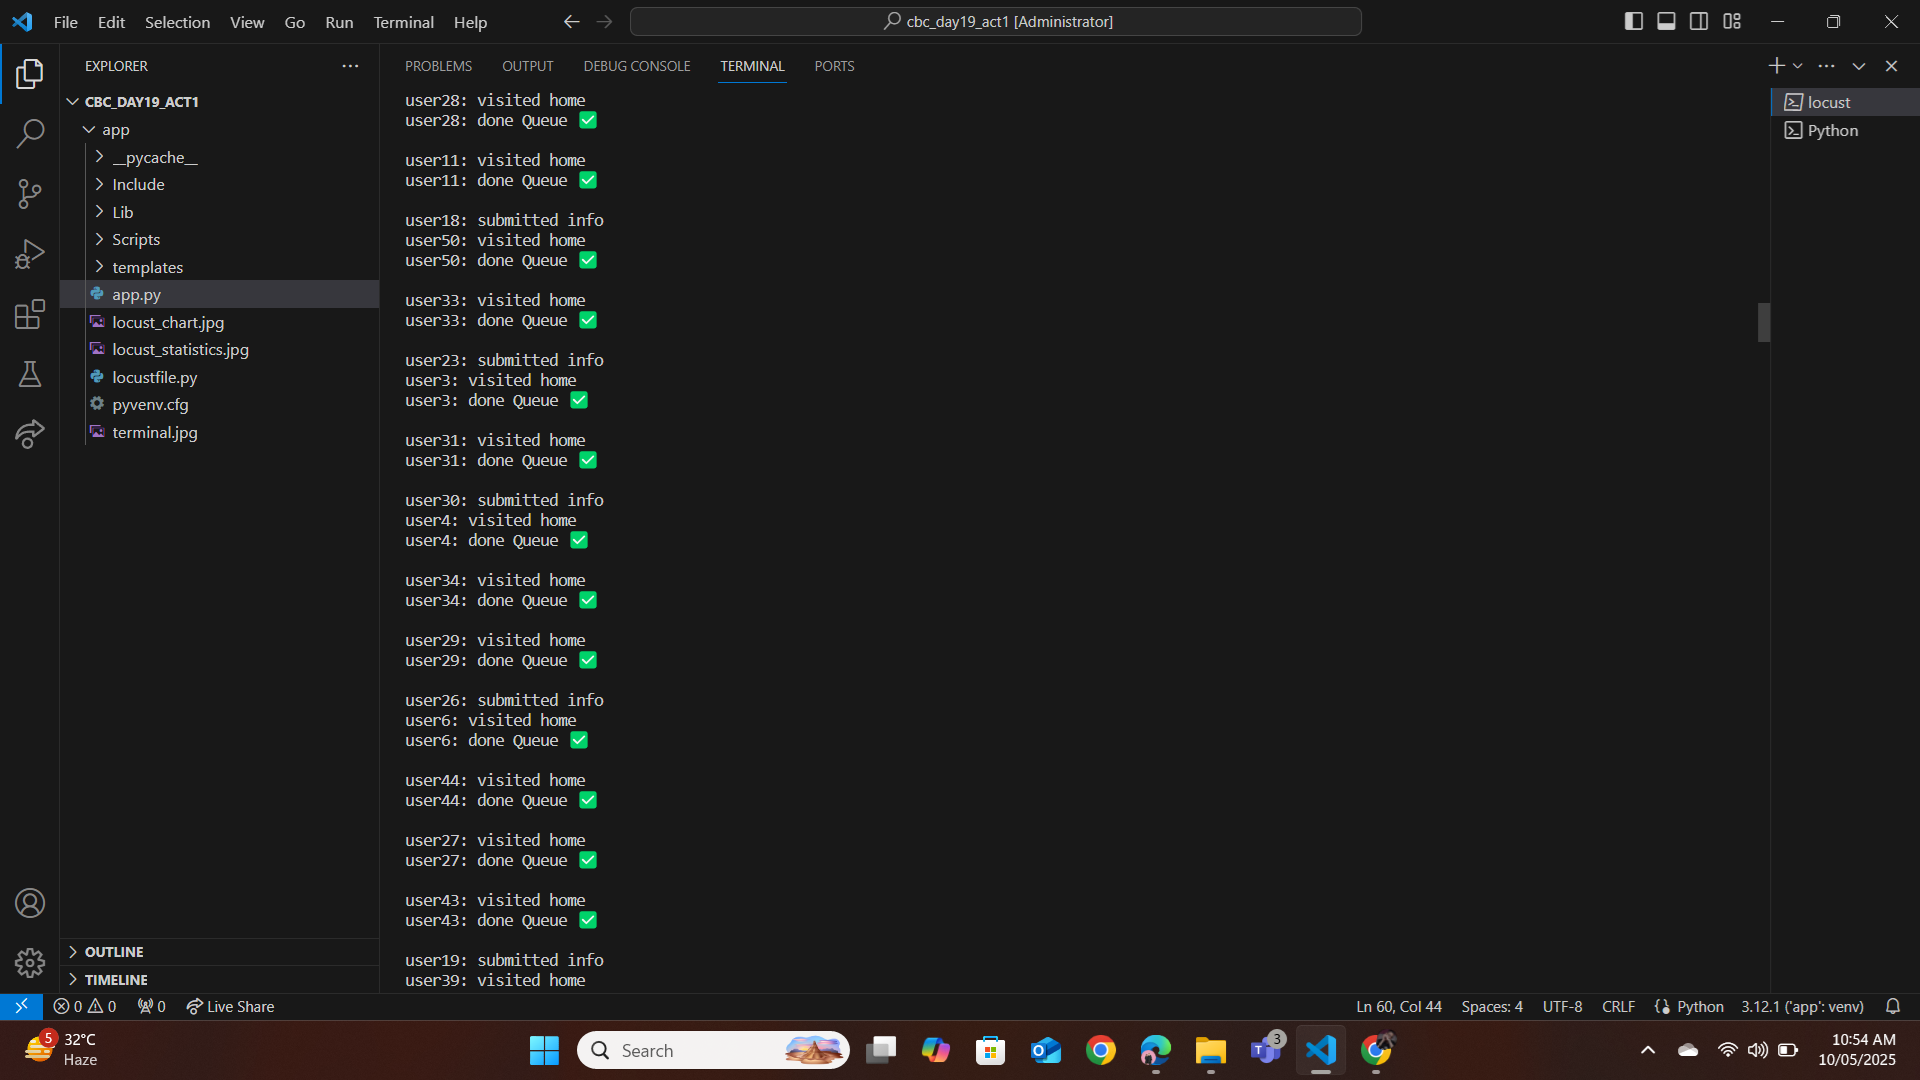 File Edit Selection View Go Run Terminal Help
cbc_day19_act1 [Administrator]
EXPLORER
CBC_DAY19_ACT1
app
__pycache__
Include
Lib
Scripts
templates
app.py
locust_chart.jpg
locust_statistics.jpg
locustfile.py
pyvenv.cfg
terminal.jpg
OUTLINE
TIMELINE
PROBLEMS OUTPUT DEBUG CONSOLE TERMINAL PORTS
user28: visited home
user28: done Queue ✅
user11: visited home
user11: done Queue ✅
user18: submitted info
user50: visited home
user50: done Queue ✅
user33: visited home
user33: done Queue ✅
user23: submitted info
user3: visited home
user3: done Queue ✅
user31: visited home
user31: done Queue ✅
user30: submitted info
user4: visited home
user4: done Queue ✅
user34: visited home
user34: done Queue ✅
user29: visited home
user29: done Queue ✅
user26: submitted info
user6: visited home
user6: done Queue ✅
user44: visited home
user44: done Queue ✅
user27: visited home
user27: done Queue ✅
user43: visited home
user43: done Queue ✅
user19: submitted info
user39: visited home
locust
Python
0 0 0 Live Share
Ln 60, Col 44 Spaces: 4 UTF-8 CRLF Python 3.12.1 ('app': venv)
5
32°C
Haze
Search
3
10:54 AM
10/05/2025